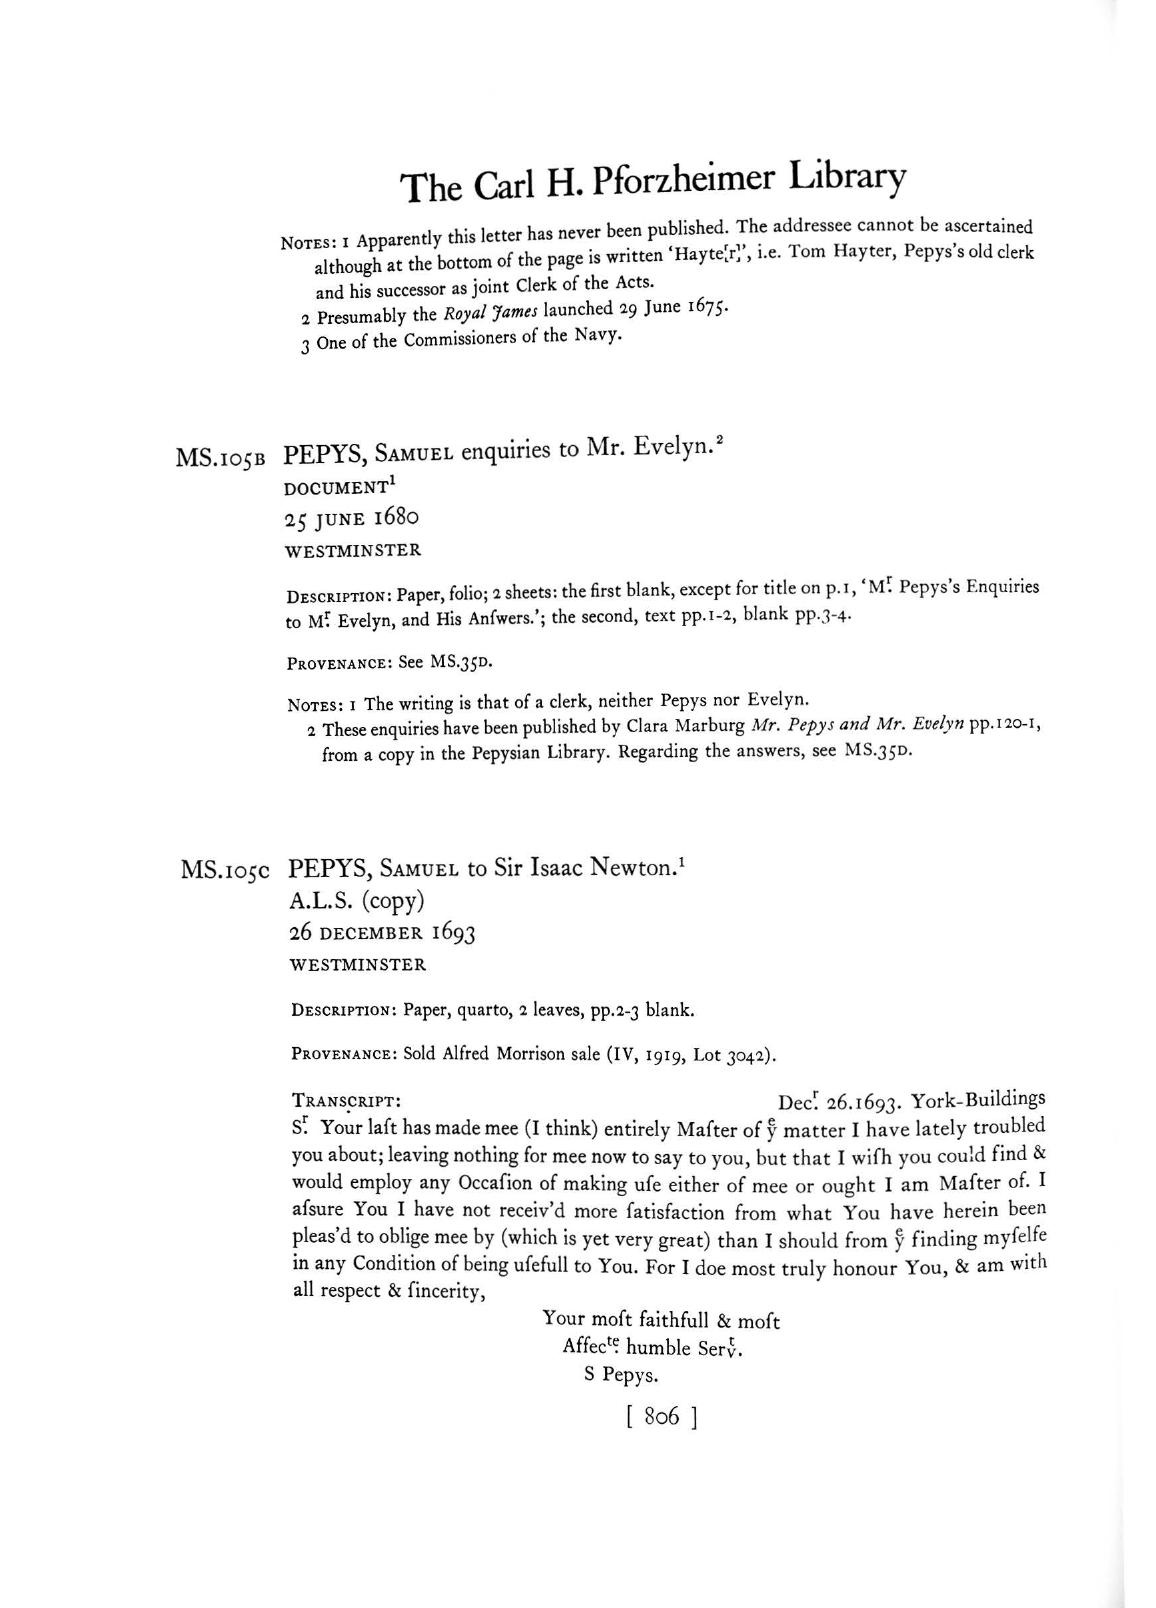 The Carl H. Pforzheimer Library
NOTES: 1 Apparently this letter has never been published. The addressee cannot be ascertained
although at the bottom of the page is written ‘Hayte[r]’, i.e. Tom Hayter, Pepys's old clerk
and his successor as joint Clerk of the Acts.
2 Presumably the Royal James launched 29 June 1675.
3 One of the Commissioners of the Navy.
MS.105B PEPYS, SAMUEL enquiries to Mr. Evelyn.²
DOCUMENT¹
25 JUNE 1680
WESTMINSTER
DESCRIPTION: Paper, folio; 2 sheets: the first blank, except for title on p.1, ‘Mʳ. Pepys's Enquiries
to Mʳ. Evelyn, and His Anſwers.’; the second, text pp.1-2, blank pp.3-4.
PROVENANCE: See MS.35D.
NOTES: 1 The writing is that of a clerk, neither Pepys nor Evelyn.
2 These enquiries have been published by Clara Marburg Mr. Pepys and Mr. Evelyn pp.120-1,
from a copy in the Pepysian Library. Regarding the answers, see MS.35D.
MS.105C PEPYS, SAMUEL to Sir Isaac Newton.¹
A.L.S. (copy)
26 DECEMBER 1693
WESTMINSTER
DESCRIPTION: Paper, quarto, 2 leaves, pp.2-3 blank.
PROVENANCE: Sold Alfred Morrison sale (IV, 1919, Lot 3042).
TRANSCRIPT: Decʳ. 26.1693. York-Buildings
Sʳ. Your laſt has made mee (I think) entirely Maſter of yᵉ matter I have lately troubled
you about; leaving nothing for mee now to say to you, but that I wiſh you could find &
would employ any Occaſion of making uſe either of mee or ought I am Maſter of. I
aſsure You I have not receiv'd more ſatisfaction from what You have herein been
pleas'd to oblige mee by (which is yet very great) than I should from yᵉ finding myſelfe
in any Condition of being uſefull to You. For I doe most truly honour You, & am with
all respect & ſincerity,
Your moſt faithfull & moſt
Affecᵗᵉ. humble Servᵗ.
S Pepys.
[ 806 ]